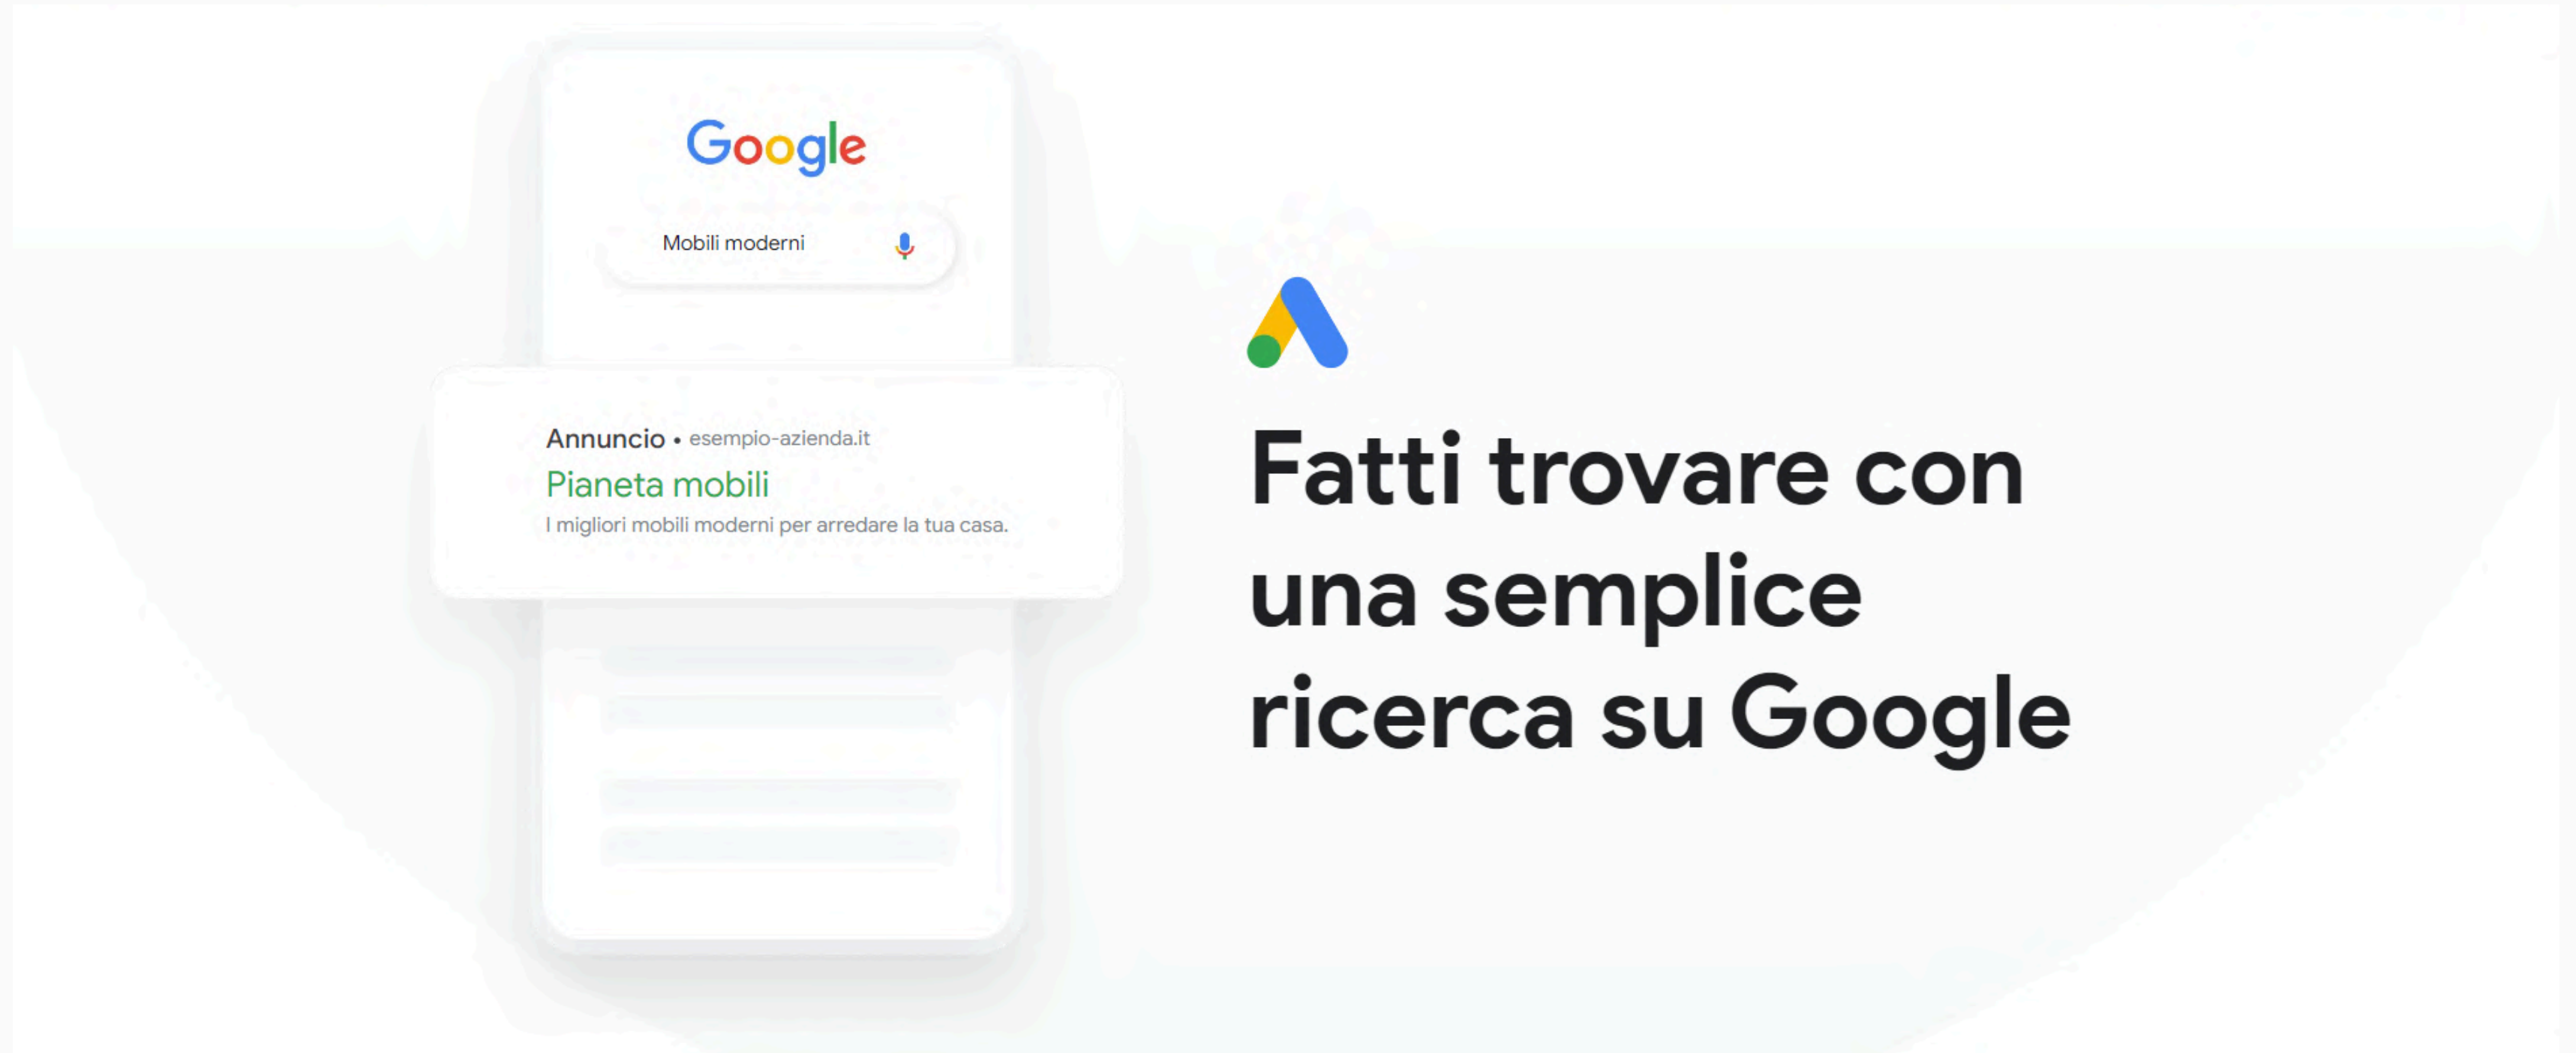 Google
Mobili moderni
Annuncio • esempio-azienda.it
Pianeta mobili
I migliori mobili moderni per arredare la tua casa.
Fatti trovare con
una semplice
ricerca su Google